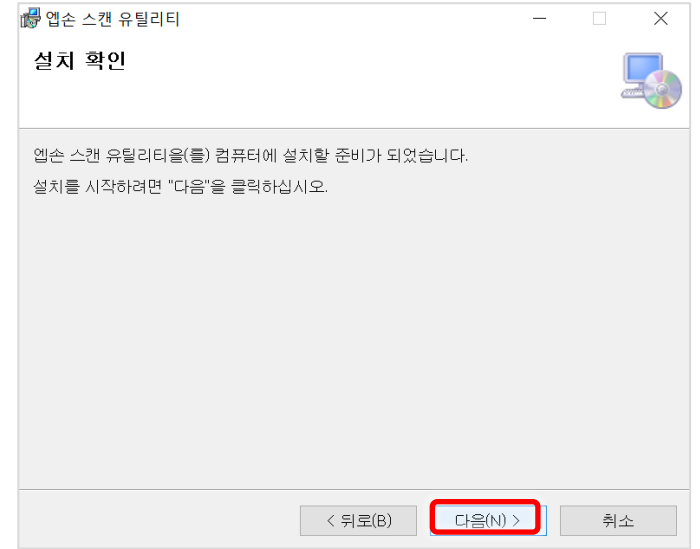 엡손 스캔 유틸리티
설치 확인
엡손 스캔 유틸리티을(를) 컴퓨터에 설치할 준비가 되었습니다.
설치를 시작하려면 "다음"을 클릭하십시오.
< 뒤로(B)
다음(N) >
취소